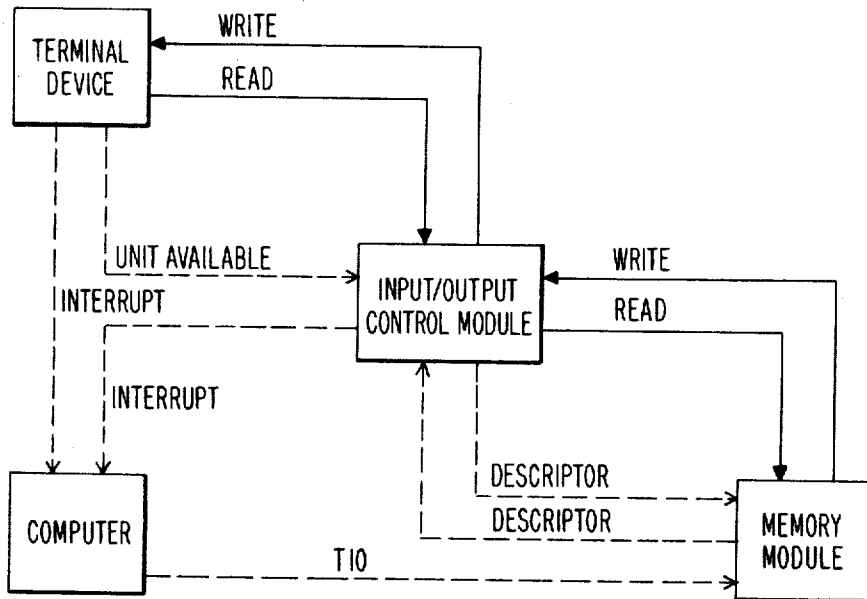 WRITE
TERMINAL
DEVICE
READ
UNIT AVAILABLE
INPUT/OUTPUT
CONTROL MODULE
WRITE
READ
INTERRUPT
INTERRUPT
DESCRIPTOR
DESCRIPTOR
COMPUTER
MEMORY
MODULE
TIO